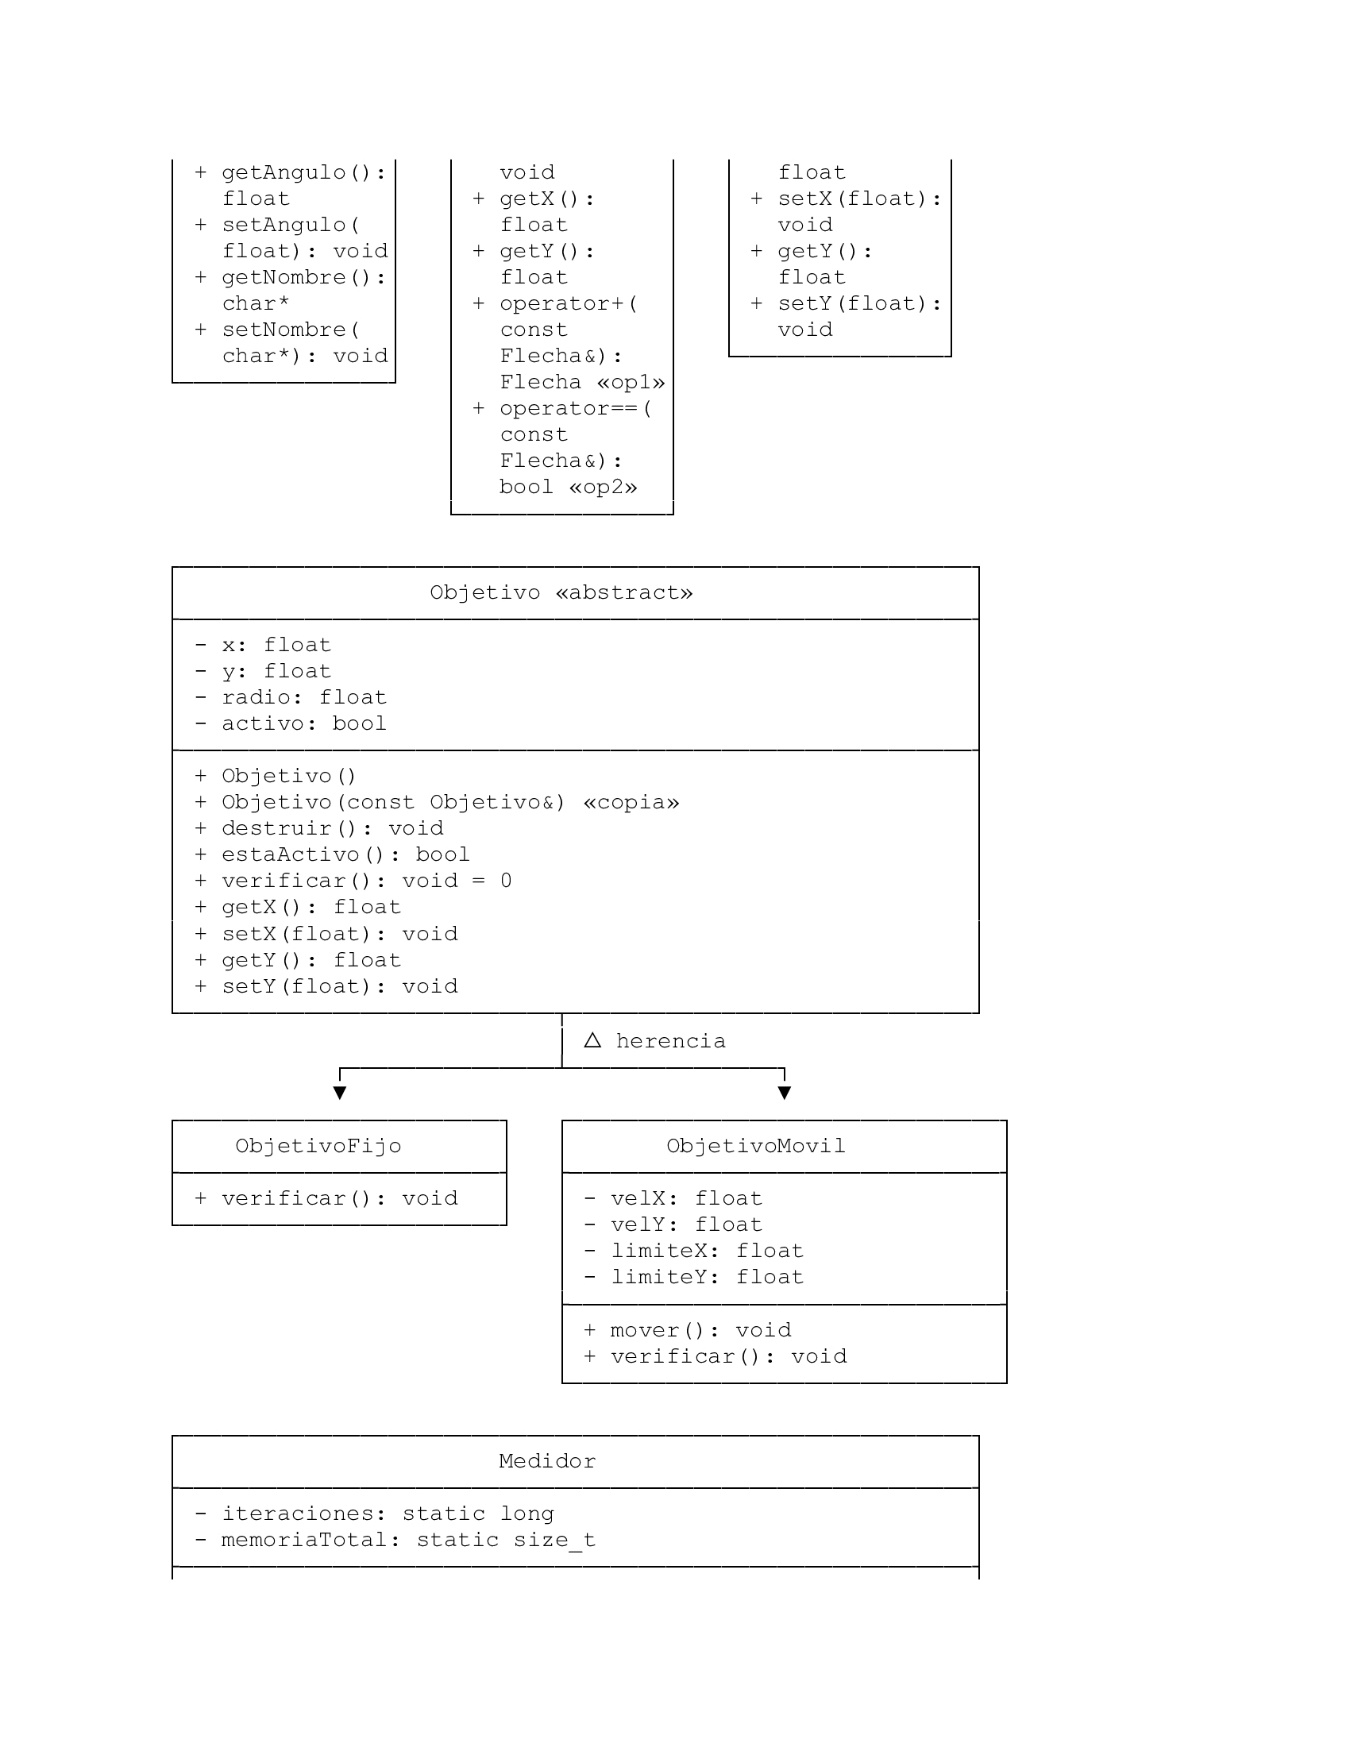 + getAngulo():
float
+ setAngulo(
float): void
+ getNombre():
char*
+ setNombre(
char*): void
void
+ getX():
float
+ getY():
float
+ operator+(
const
Flecha&):
Flecha «op1»
+ operator==(
const
Flecha&):
bool «op2»
float
+ setX(float):
void
+ getY():
float
+ setY(float):
void
Objetivo «abstract»
- x: float
- y: float
- radio: float
- activo: bool
+ Objetivo()
+ Objetivo(const Objetivo&) «copia»
+ destruir(): void
+ estaActivo(): bool
+ verificar(): void = 0
+ getX(): float
+ setX(float): void
+ getY(): float
+ setY(float): void
△ herencia
ObjetivoFijo
+ verificar(): void
ObjetivoMovil
- velX: float
- velY: float
- limiteX: float
- limiteY: float
+ mover(): void
+ verificar(): void
Medidor
- iteraciones: static long
- memoriaTotal: static size_t